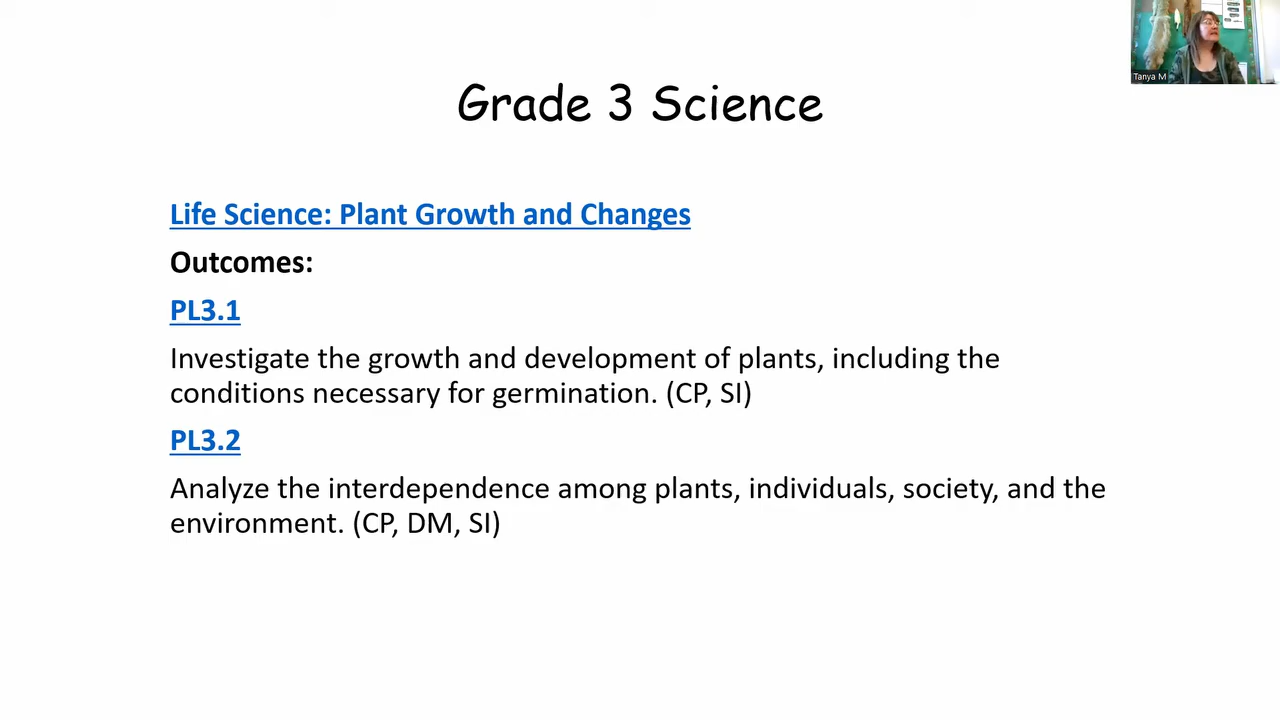 Tanya M
Grade 3 Science
Life Science: Plant Growth and Changes
Outcomes:
PL3.1
Investigate the growth and development of plants, including the
conditions necessary for germination. (CP, SI)
PL3.2
Analyze the interdependence among plants, individuals, society, and the
environment. (CP, DM, SI)